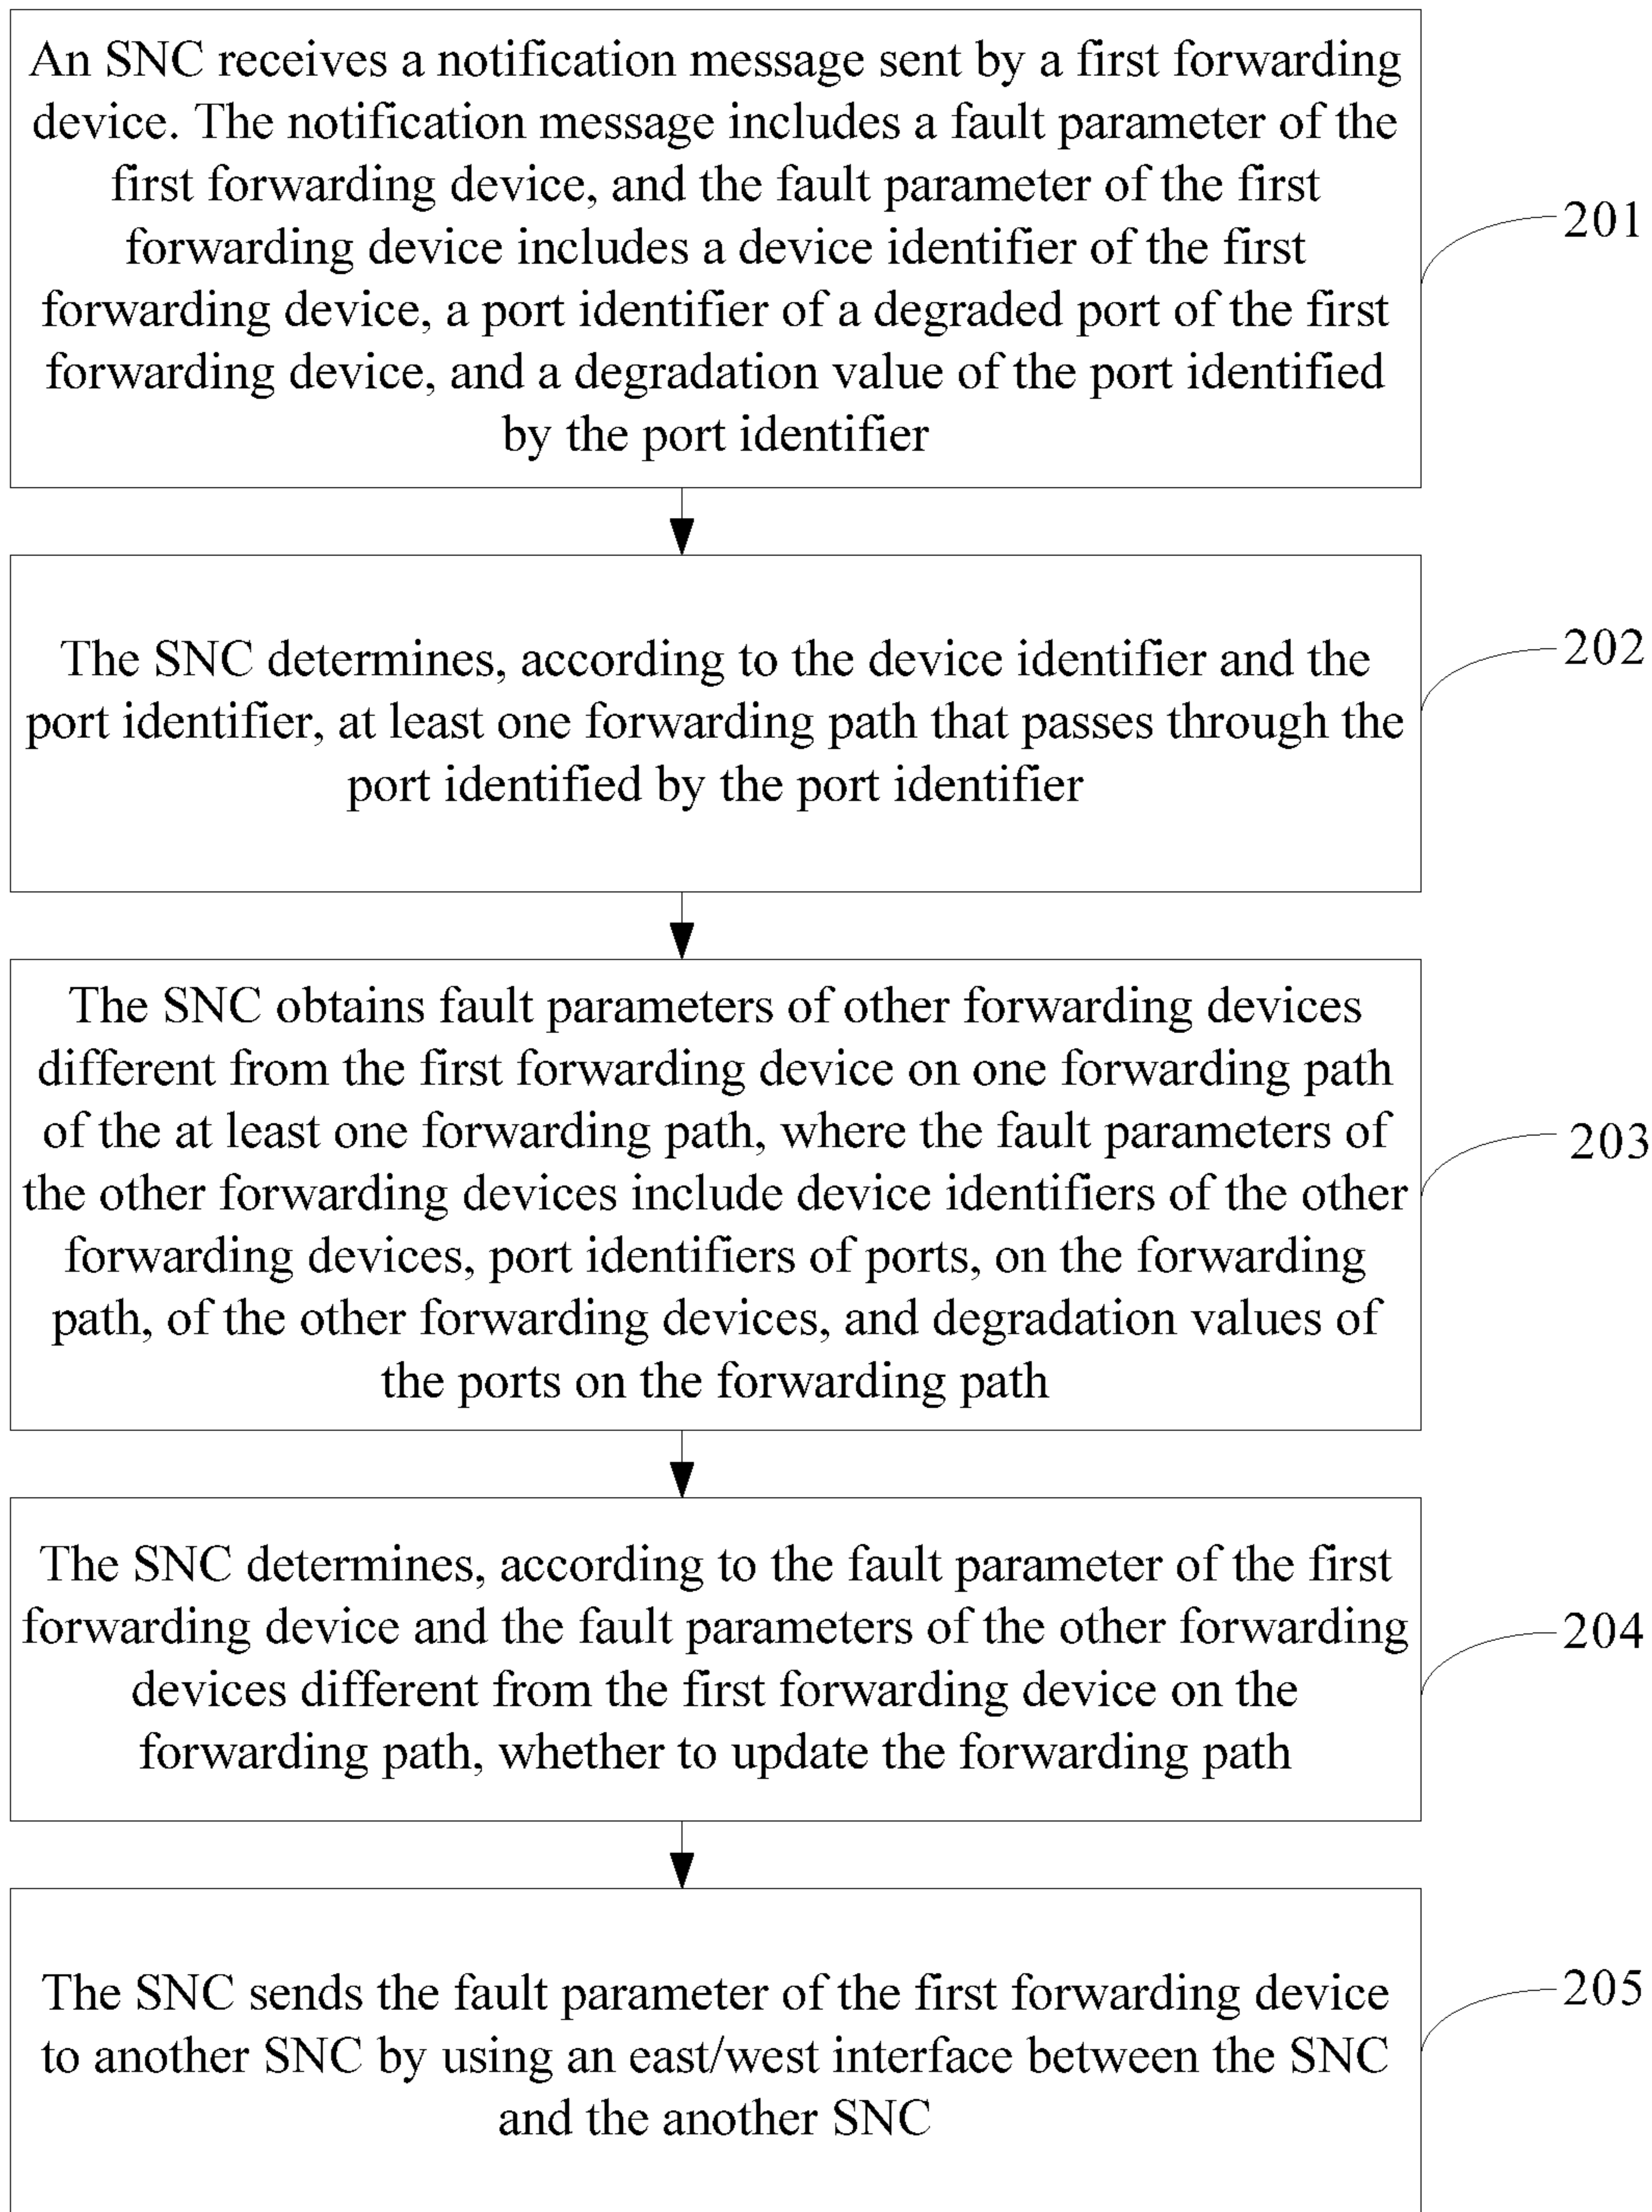 An SNC receives a notification message sent by a first forwarding
device. The notification message includes a fault parameter of the
first forwarding device, and the fault parameter of the first
forwarding device includes a device identifier of the first
forwarding device, a port identifier of a degraded port of the first
forwarding device, and a degradation value of the port identified
by the port identifier
201
The SNC determines, according to the device identifier and the
port identifier, at least one forwarding path that passes through the
port identified by the port identifier
202
The SNC obtains fault parameters of other forwarding devices
different from the first forwarding device on one forwarding path
of the at least one forwarding path, where the fault parameters of
the other forwarding devices include device identifiers of the other
forwarding devices, port identifiers of ports, on the forwarding
path, of the other forwarding devices, and degradation values of
the ports on the forwarding path
203
The SNC determines, according to the fault parameter of the first
forwarding device and the fault parameters of the other forwarding
devices different from the first forwarding device on the
forwarding path, whether to update the forwarding path
204
The SNC sends the fault parameter of the first forwarding device
to another SNC by using an east/west interface between the SNC
and the another SNC
205